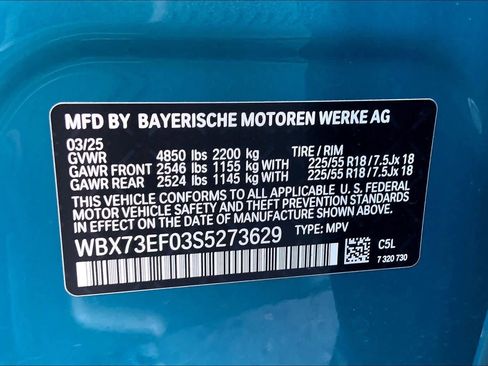 MFD BY BAYERISCHE MOTOREN WERKE AG
03/25
GVWR 4850 lbs 2200 kg TIRE / RIM
GAWR FRONT 2546 lbs 1155 kg WITH 225/55 R18 / 7.5Jx 18
GAWR REAR 2524 lbs 1145 kg WITH 225/55 R18 / 7.5Jx 18
THIS VEHICLE CONFORMS TO ALL APPLICABLE U. S. FEDERAL
MOTOR VEHICLE SAFETY STANDARDS
IN EFFECT ON THE DATE OF MANUFACTURE SHOWN ABOVE.
WBX73EF03S5273629 TYPE: MPV
C5L
7 320 730